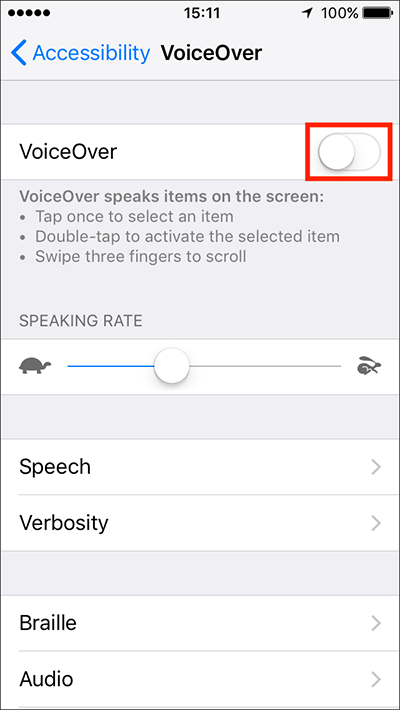 15:11 100%
Accessibility VoiceOver
VoiceOver
VoiceOver speaks items on the screen:
• Tap once to select an item
• Double-tap to activate the selected item
• Swipe three fingers to scroll
SPEAKING RATE
Speech
Verbosity
Braille
Audio